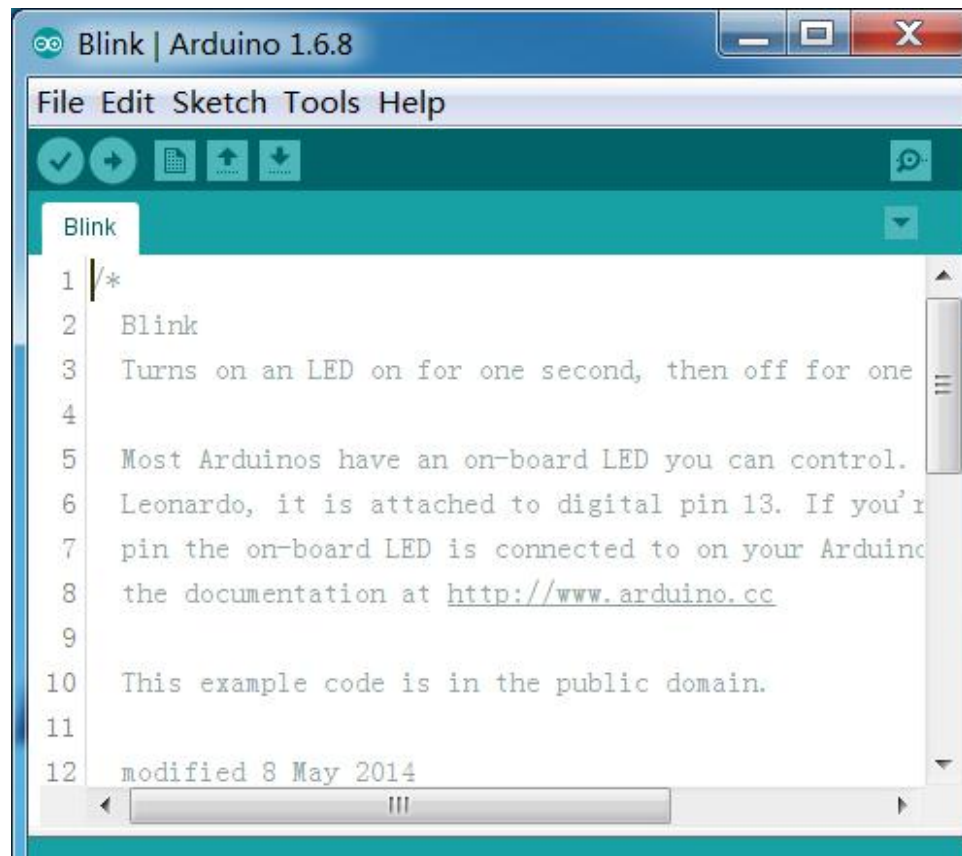 Blink | Arduino 1.6.8
File Edit Sketch Tools Help
Blink
1 /*
2 Blink
3 Turns on an LED on for one second, then off for one
4
5 Most Arduinos have an on-board LED you can control.
6 Leonardo, it is attached to digital pin 13. If you'r
7 pin the on-board LED is connected to on your Arduino
8 the documentation at http://www.arduino.cc
9
10 This example code is in the public domain.
11
12 modified 8 May 2014